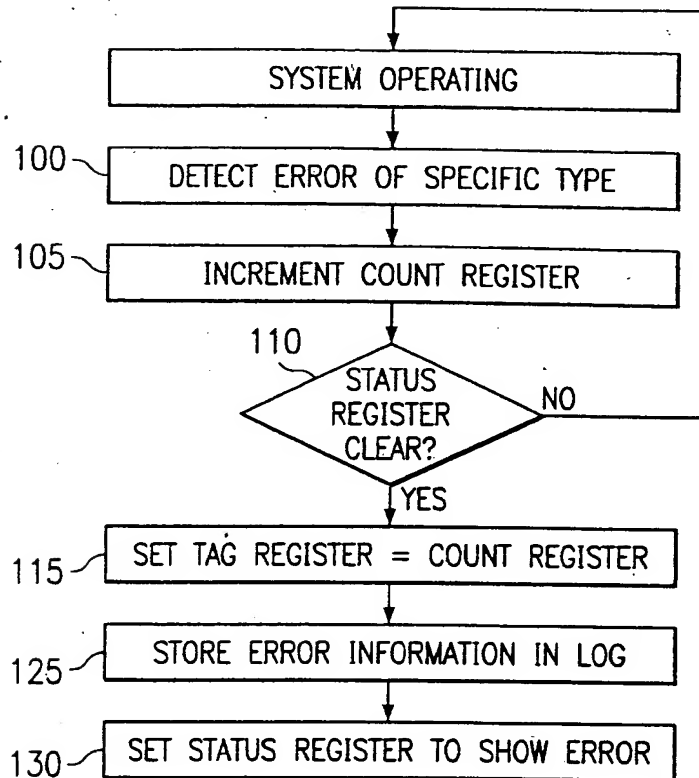 SYSTEM OPERATING
100
DETECT ERROR OF SPECIFIC TYPE
105
INCREMENT COUNT REGISTER
110
STATUS
REGISTER
CLEAR?
NO
YES
115
SET TAG REGISTER = COUNT REGISTER
125
STORE ERROR INFORMATION IN LOG
130
SET STATUS REGISTER TO SHOW ERROR